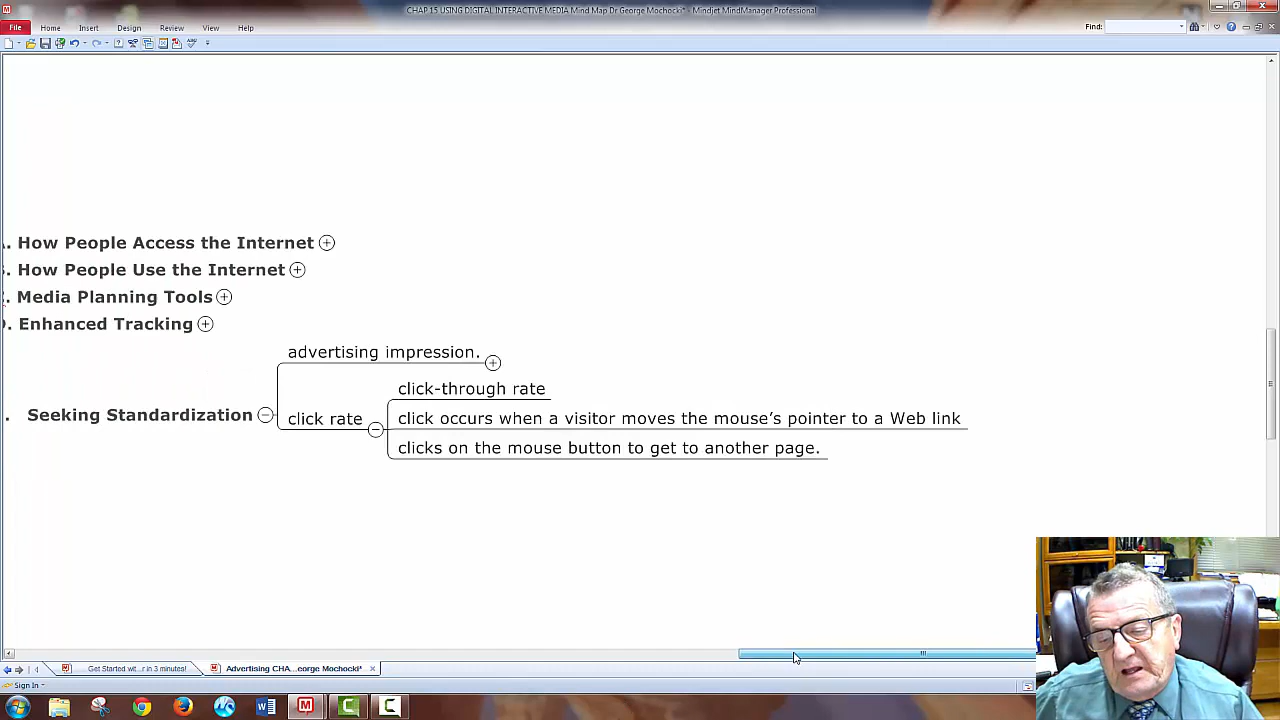 CHAP 15 USING DIGITAL INTERACTIVE MEDIA Mind Map Dr George Mochocki* - Mindjet MindManager Professional
File Home Insert Design Review View Help Find:
. How People Access the Internet
. How People Use the Internet
. Media Planning Tools
. Enhanced Tracking
advertising impression.
click-through rate
. Seeking Standardization click rate click occurs when a visitor moves the mouse’s pointer to a Web link
clicks on the mouse button to get to another page.
Get Started wit...r in 3 minutes! Advertising CHA...eorge Mochocki*
Sign In